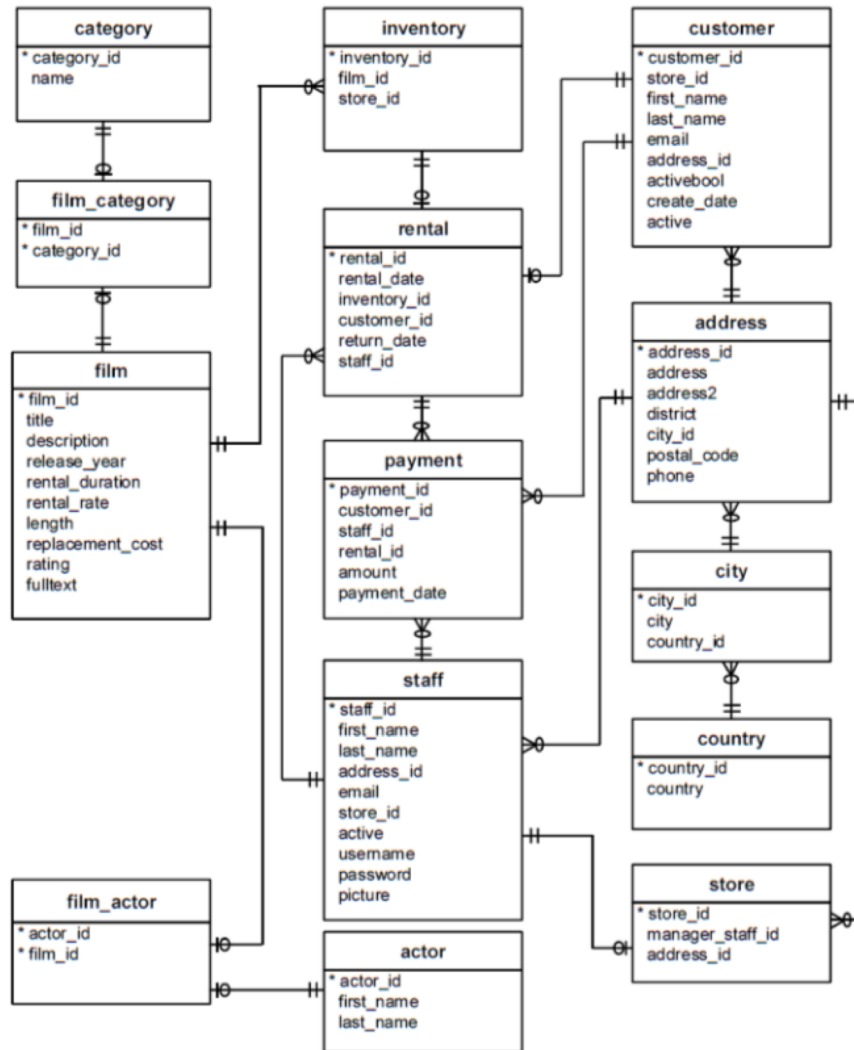 category
* category_id
name
film_category
* film_id
* category_id
film
* film_id
title
description
release_year
rental_duration
rental_rate
length
replacement_cost
rating
fulltext
film_actor
* actor_id
* film_id
inventory
* inventory_id
film_id
store_id
rental
* rental_id
rental_date
inventory_id
customer_id
return_date
staff_id
payment
* payment_id
customer_id
staff_id
rental_id
amount
payment_date
staff
* staff_id
first_name
last_name
address_id
email
store_id
active
username
password
picture
actor
* actor_id
first_name
last_name
customer
* customer_id
store_id
first_name
last_name
email
address_id
activebool
create_date
active
address
* address_id
address
address2
district
city_id
postal_code
phone
city
* city_id
city
country_id
country
* country_id
country
store
* store_id
manager_staff_id
address_id